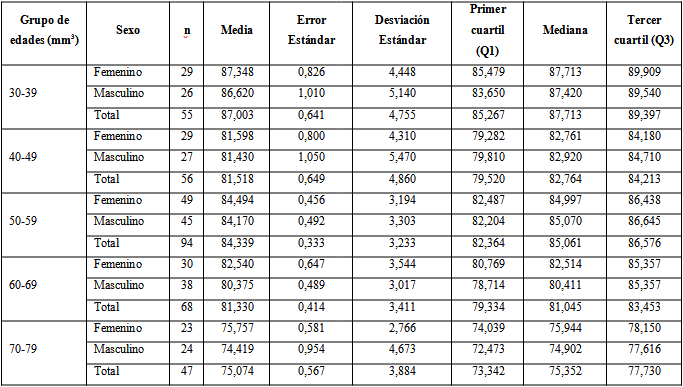 Grupo de edades (mm³) Sexo n Media Error Estándar Desviación Estándar Primer cuartil (Q1) Mediana Tercer cuartil (Q3)
30-39
Femenino 29 87,348 0,826 4,448 85,479 87,713 89,909
Masculino 26 86,620 1,010 5,140 83,650 87,420 89,540
Total 55 87,003 0,641 4,755 85,267 87,713 89,397
40-49
Femenino 29 81,598 0,800 4,310 79,282 82,761 84,180
Masculino 27 81,430 1,050 5,470 79,810 82,920 84,710
Total 56 81,518 0,649 4,860 79,520 82,764 84,213
50-59
Femenino 49 84,494 0,456 3,194 82,487 84,997 86,438
Masculino 45 84,170 0,492 3,303 82,204 85,070 86,645
Total 94 84,339 0,333 3,233 82,364 85,061 86,576
60-69
Femenino 30 82,540 0,647 3,544 80,769 82,514 85,357
Masculino 38 80,375 0,489 3,017 78,714 80,411 85,357
Total 68 81,330 0,414 3,411 79,334 81,045 83,453
70-79
Femenino 23 75,757 0,581 2,766 74,039 75,944 78,150
Masculino 24 74,419 0,954 4,673 72,473 74,902 77,616
Total 47 75,074 0,567 3,884 73,342 75,352 77,730